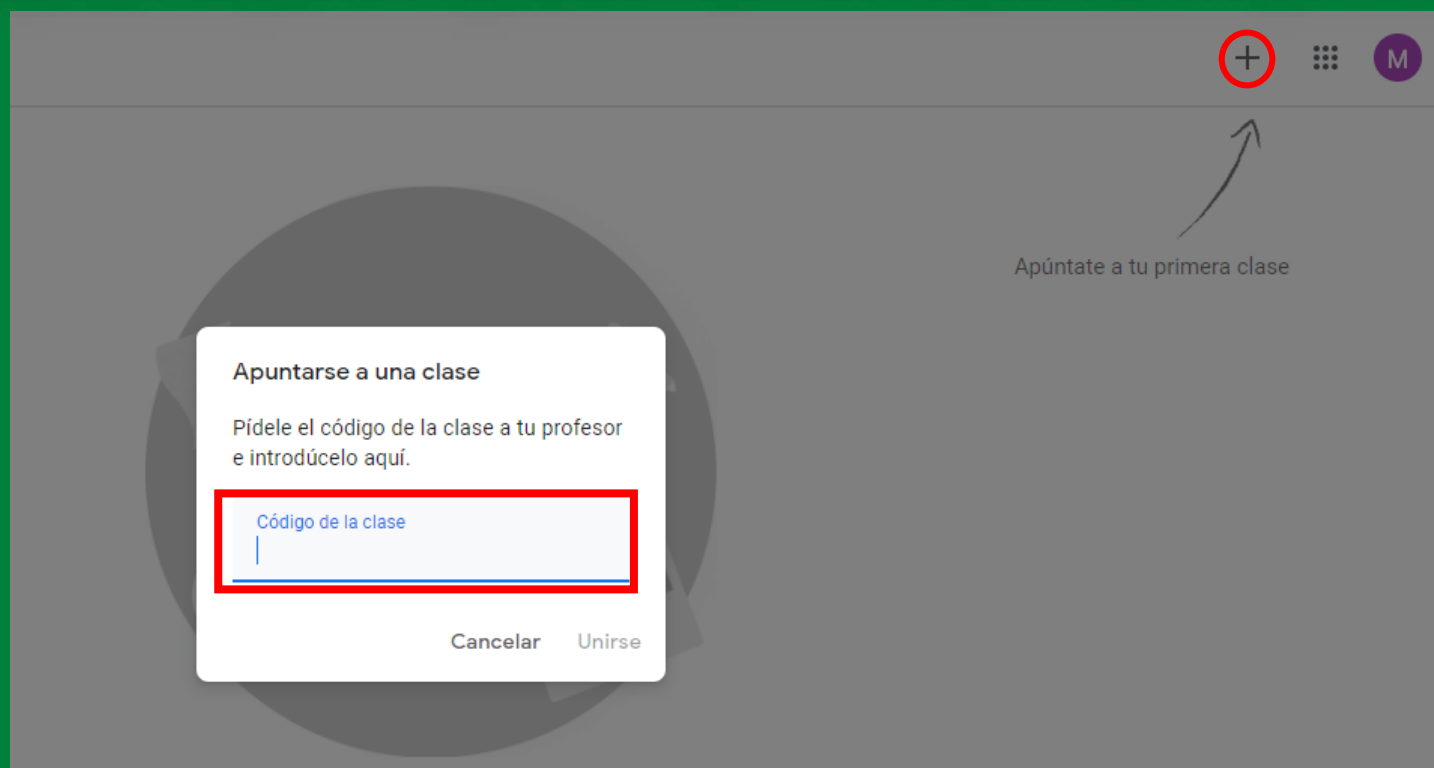 M
Apúntate a tu primera clase
Apuntarse a una clase
Pídele el código de la clase a tu profesor
e introdúcelo aquí.
Código de la clase
Cancelar Unirse